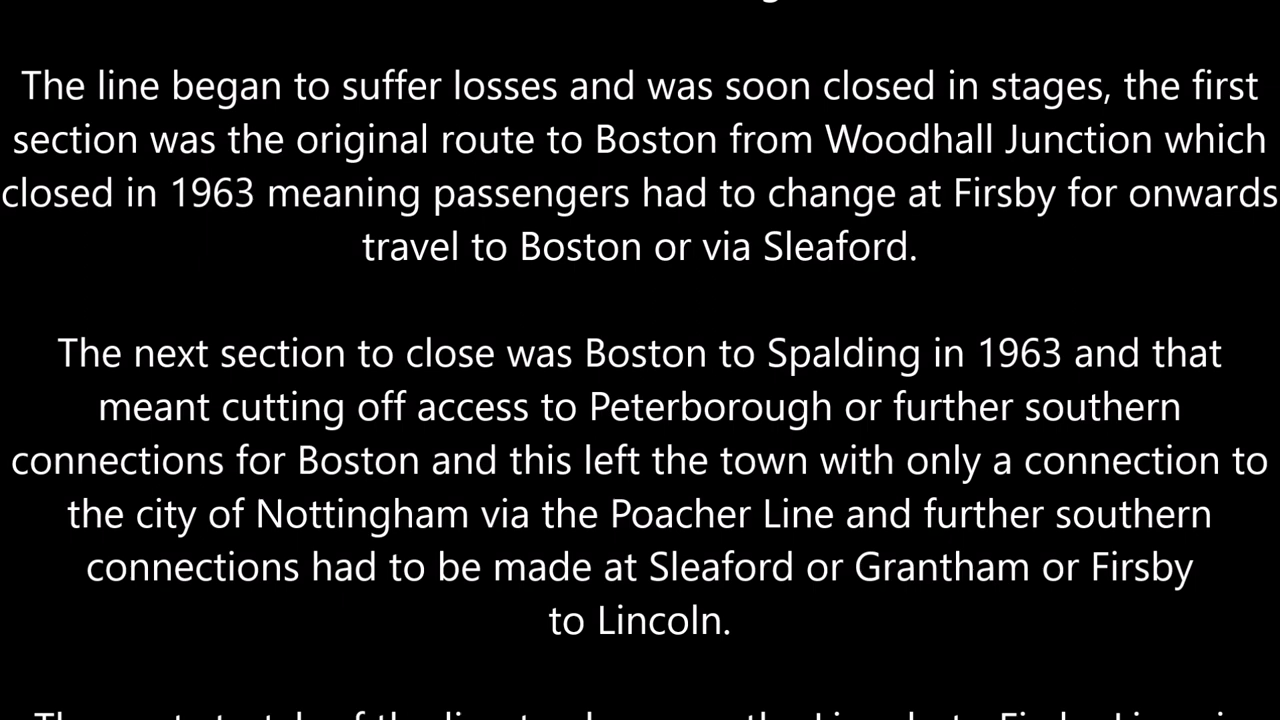 The line began to suffer losses and was soon closed in stages, the first
section was the original route to Boston from Woodhall Junction which
closed in 1963 meaning passengers had to change at Firsby for onwards
travel to Boston or via Sleaford.
The next section to close was Boston to Spalding in 1963 and that
meant cutting off access to Peterborough or further southern
connections for Boston and this left the town with only a connection to
the city of Nottingham via the Poacher Line and further southern
connections had to be made at Sleaford or Grantham or Firsby
to Lincoln.